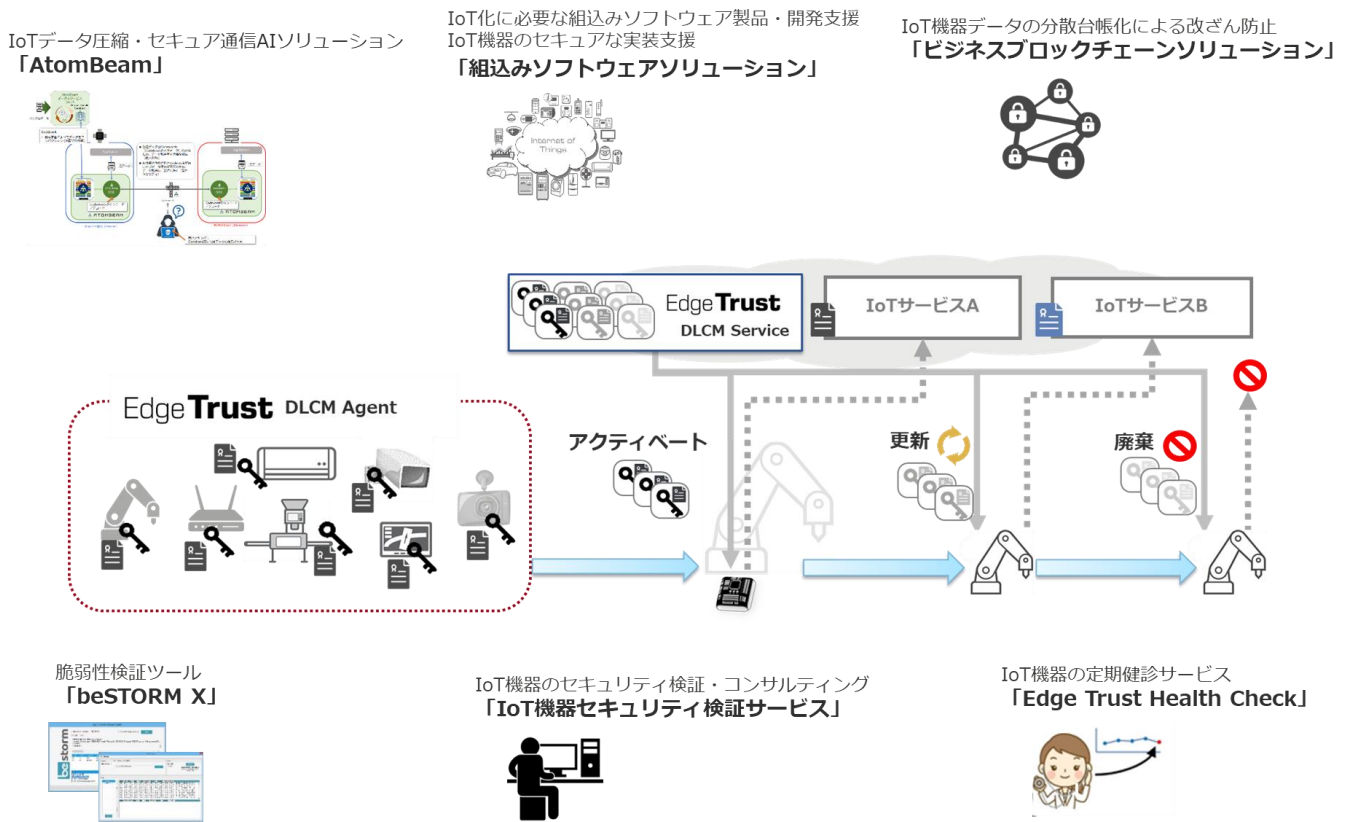 IoTデータ圧縮・セキュア通信AIソリューション
「AtomBeam」
IoT化に必要な組込みソフトウェア製品・開発支援
IoT機器のセキュアな実装支援
「組込みソフトウェアソリューション」
IoT機器データの分散台帳化による改ざん防止
「ビジネスブロックチェーンソリューション」
ATOMBEAM
ATOMBEAM
Internet of
Things
Edge Trust
DLCM Service
IoTサービスA
IoTサービスB
Edge Trust DLCM Agent
アクティベート
更新
廃棄
脆弱性検証ツール
「beSTORM X」
bestorm
IoT機器のセキュリティ検証・コンサルティング
「IoT機器セキュリティ検証サービス」
IoT機器の定期健診サービス
「Edge Trust Health Check」